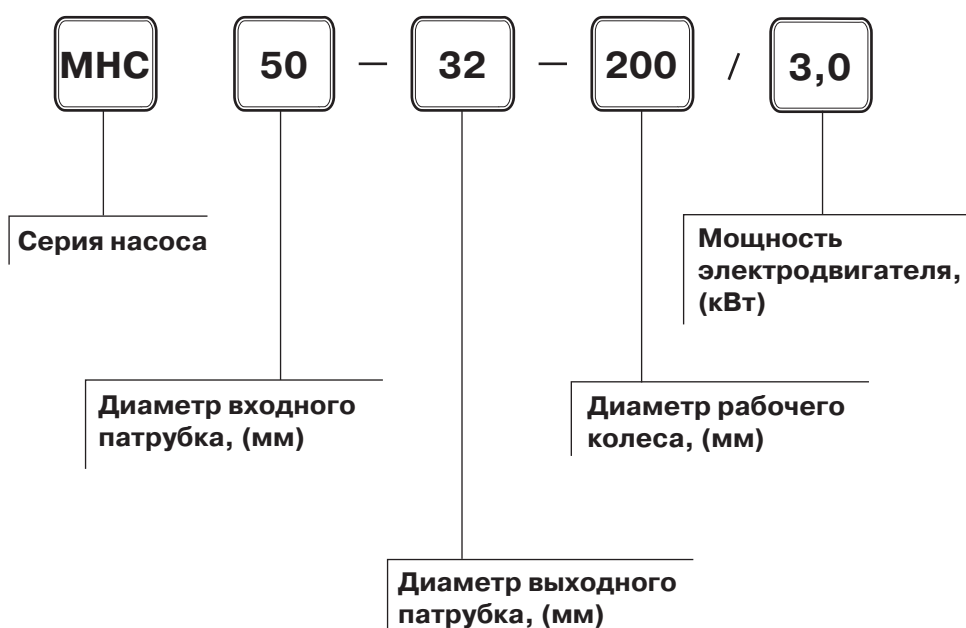 МНС 50 — 32 — 200 / 3,0
Серия насоса
Мощность
электродвигателя,
(кВт)
Диаметр входного
патрубка, (мм)
Диаметр рабочего
колеса, (мм)
Диаметр выходного
патрубка, (мм)